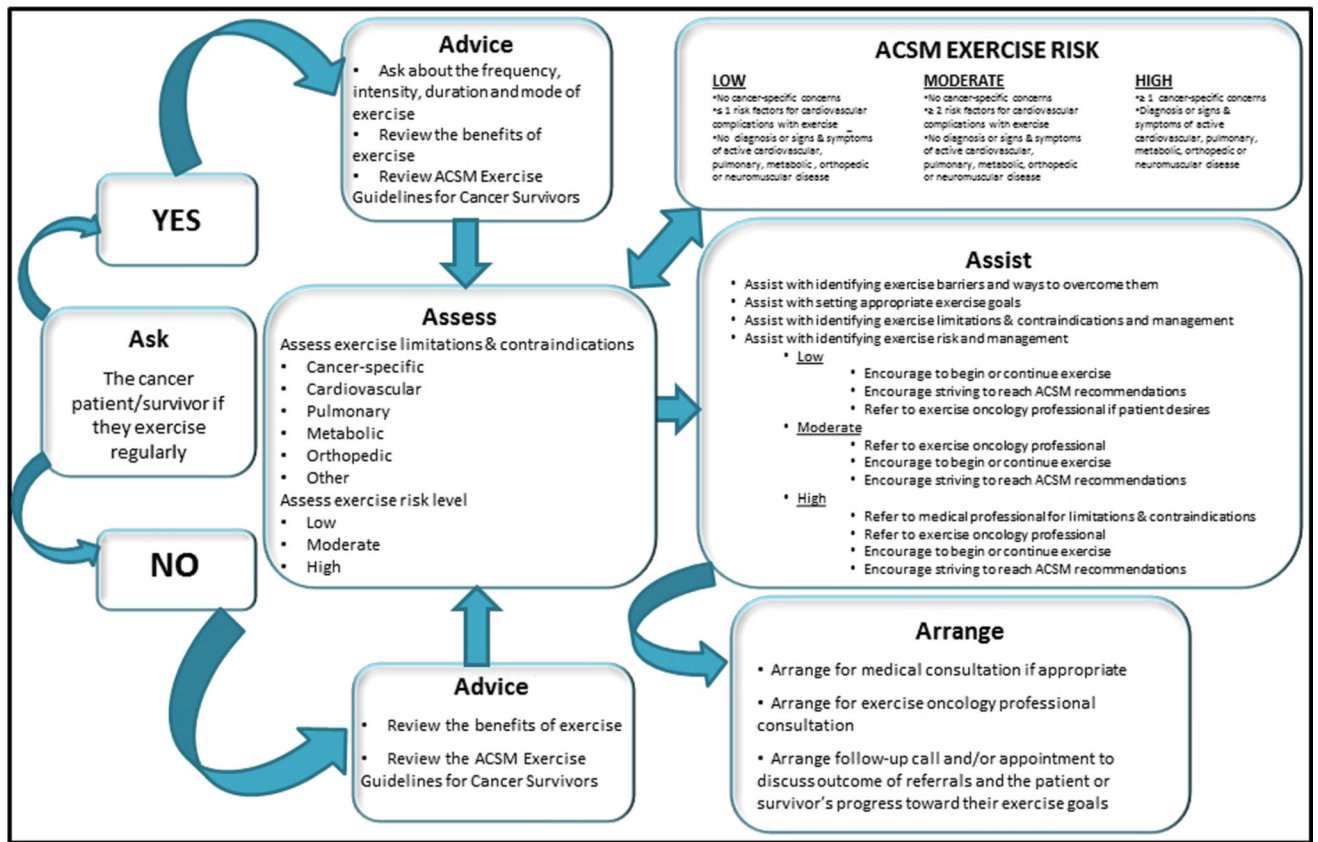 Advice
• Ask about the frequency,
intensity, duration and mode of
exercise
• Review the benefits of
exercise
• Review ACSM Exercise
Guidelines for Cancer Survivors
YES
Ask
The cancer
patient/survivor if
they exercise
regularly
NO
Advice
• Review the benefits of exercise
• Review the ACSM Exercise
Guidelines for Cancer Survivors
Assess
Assess exercise limitations & contraindications
• Cancer-specific
• Cardiovascular
• Pulmonary
• Metabolic
• Orthopedic
• Other
Assess exercise risk level
• Low
• Moderate
• High
ACSM EXERCISE RISK
LOW
•No cancer-specific concerns
•≤ 1 risk factors for cardiovascular
complications with exercise
•No diagnosis or signs & symptoms
of active cardiovascular,
pulmonary, metabolic, orthopedic
or neuromuscular disease
MODERATE
•No cancer-specific concerns
•≥ 2 risk factors for cardiovascular
complications with exercise
•No diagnosis or signs & symptoms
of active cardiovascular,
pulmonary, metabolic, orthopedic
or neuromuscular disease
HIGH
•≥ 1 cancer-specific concerns
•Diagnosis or signs &
symptoms of active
cardiovascular, pulmonary,
metabolic, orthopedic or
neuromuscular disease
Assist
• Assist with identifying exercise barriers and ways to overcome them
• Assist with setting appropriate exercise goals
• Assist with identifying exercise limitations & contraindications and management
• Assist with identifying exercise risk and management
• Low
• Encourage to begin or continue exercise
• Encourage striving to reach ACSM recommendations
• Refer to exercise oncology professional if patient desires
• Moderate
• Refer to exercise oncology professional
• Encourage to begin or continue exercise
• Encourage striving to reach ACSM recommendations
• High
• Refer to medical professional for limitations & contraindications
• Refer to exercise oncology professional
• Encourage to begin or continue exercise
• Encourage striving to reach ACSM recommendations
Arrange
• Arrange for medical consultation if appropriate
• Arrange for exercise oncology professional
consultation
• Arrange follow-up call and/or appointment to
discuss outcome of referrals and the patient or
survivor's progress toward their exercise goals